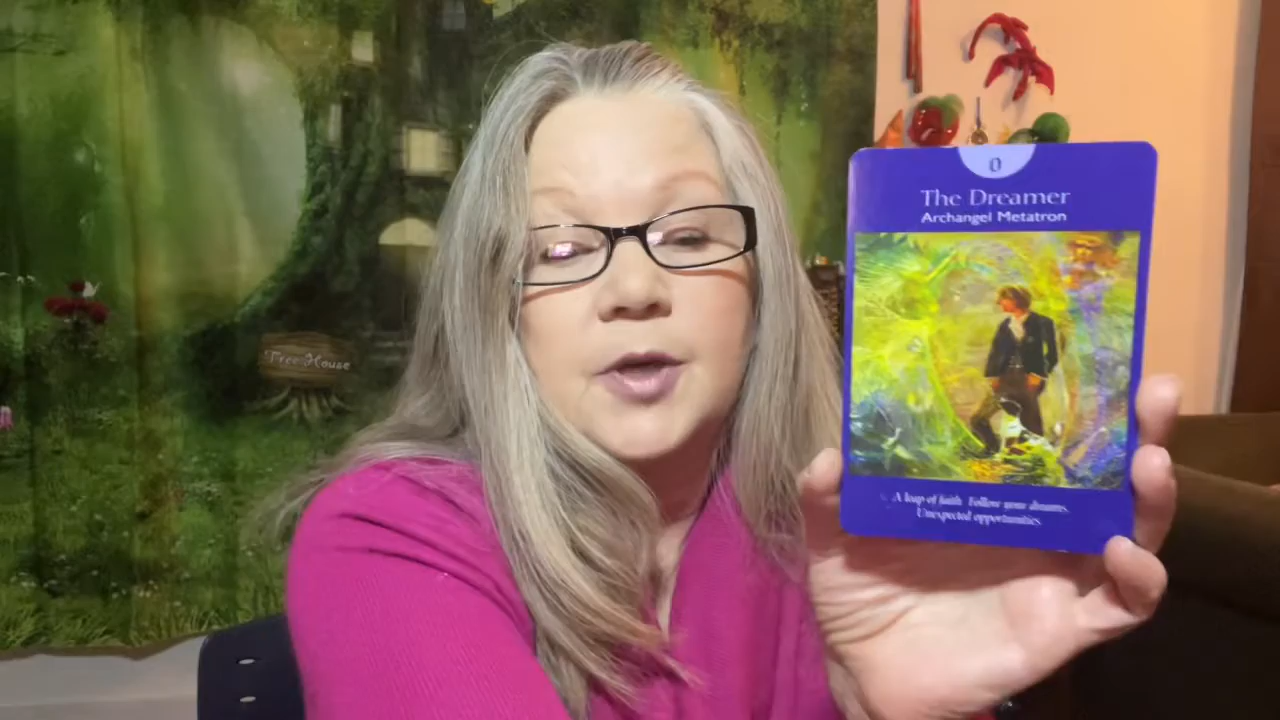 Tree House
0
The Dreamer
Archangel Metatron
A leap of faith. Follow your dreams.
Unexpected opportunities.